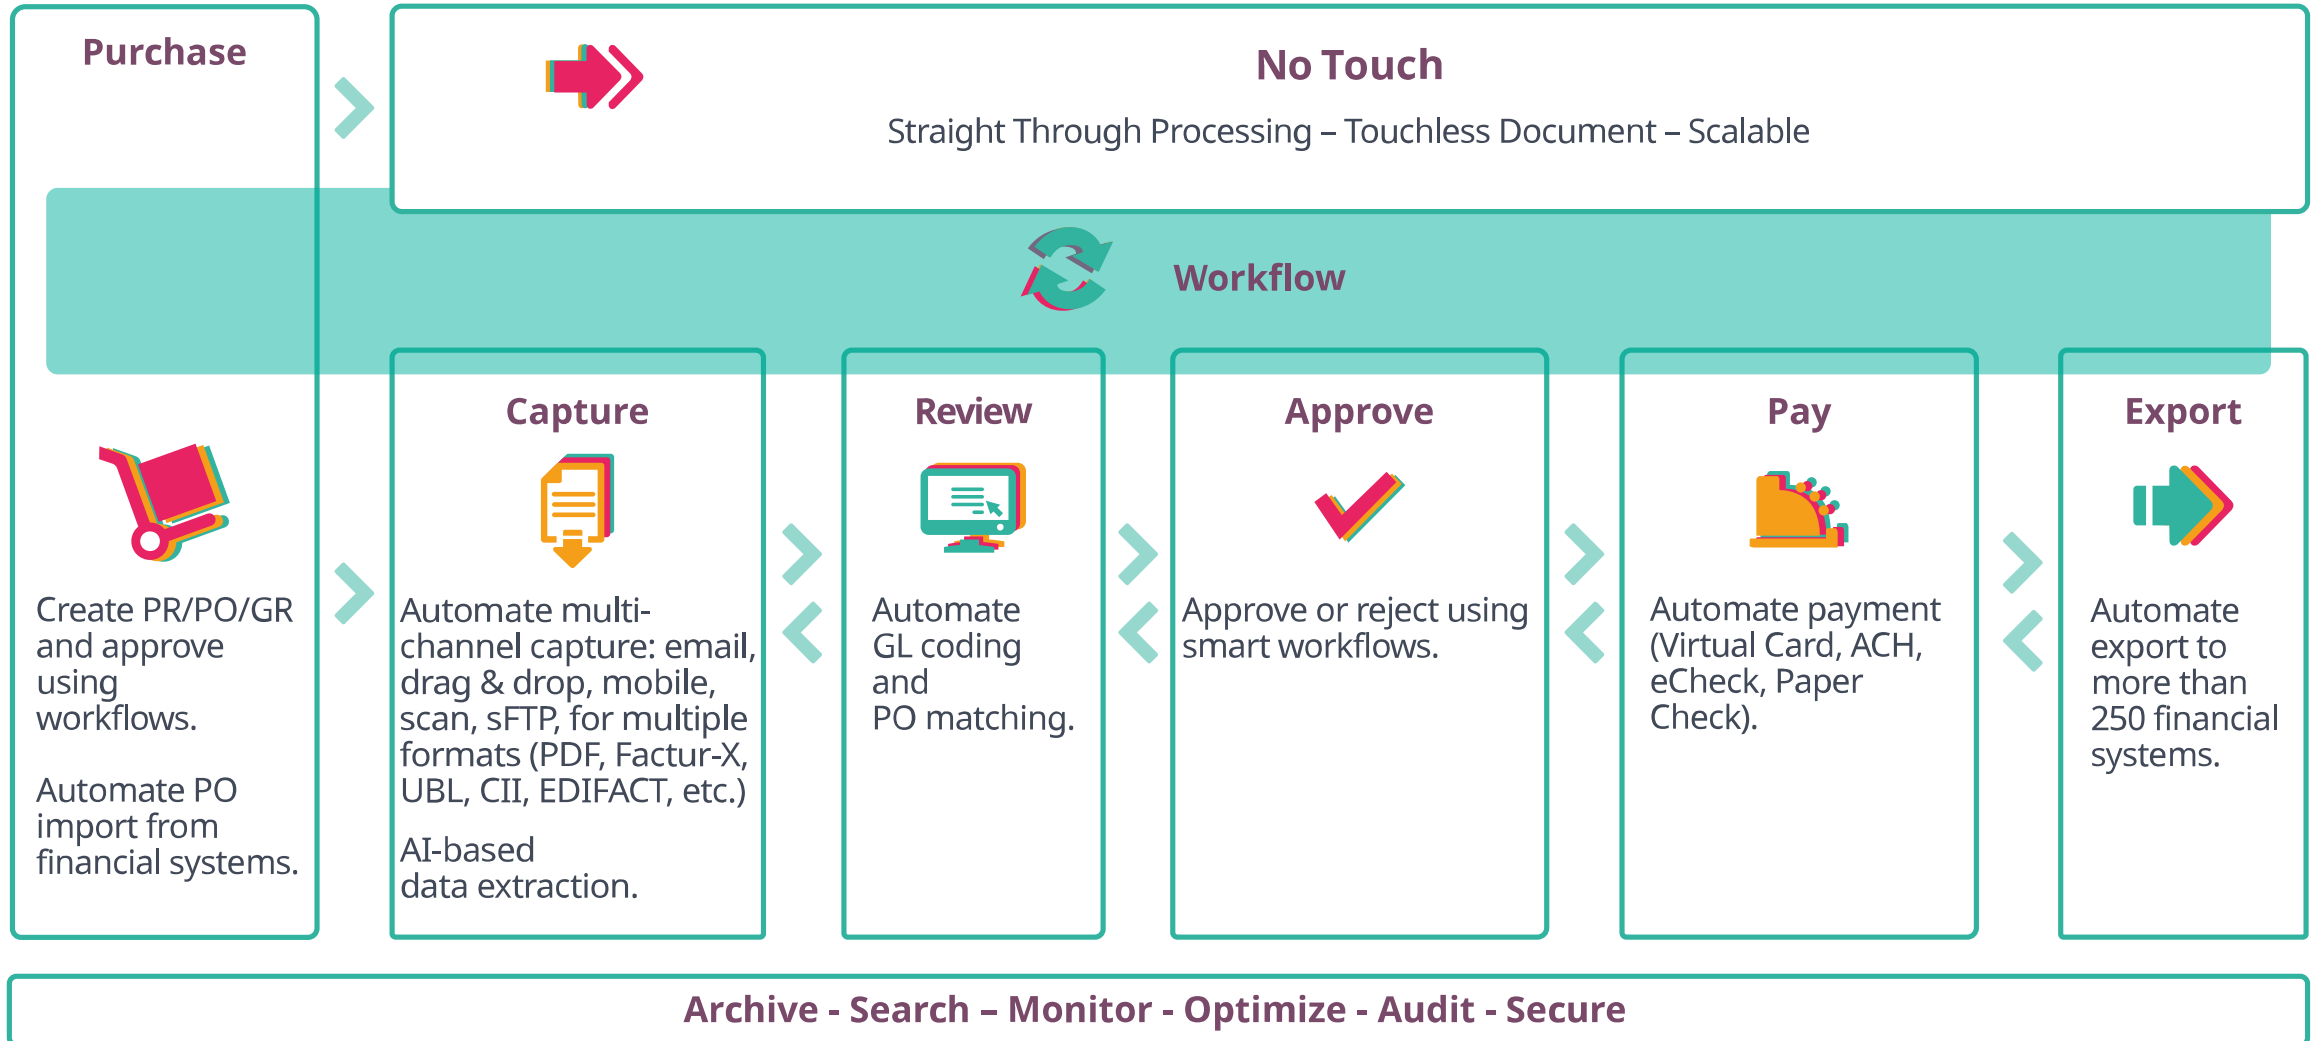 Purchase
No Touch
Straight Through Processing – Touchless Document – Scalable
Workflow
Create PR/PO/GR
and approve
using
workflows.
Automate PO
import from
financial systems.
Capture
Automate multi-
channel capture: email,
drag & drop, mobile,
scan, sFTP, for multiple
formats (PDF, Factur-X,
UBL, CII, EDIFACT, etc.)
AI-based
data extraction.
Review
Automate
GL coding
and
PO matching.
Approve
Approve or reject using
smart workflows.
Pay
Automate payment
(Virtual Card, ACH,
eCheck, Paper
Check).
Export
Automate
export to
more than
250 financial
systems.
Archive - Search – Monitor - Optimize - Audit - Secure